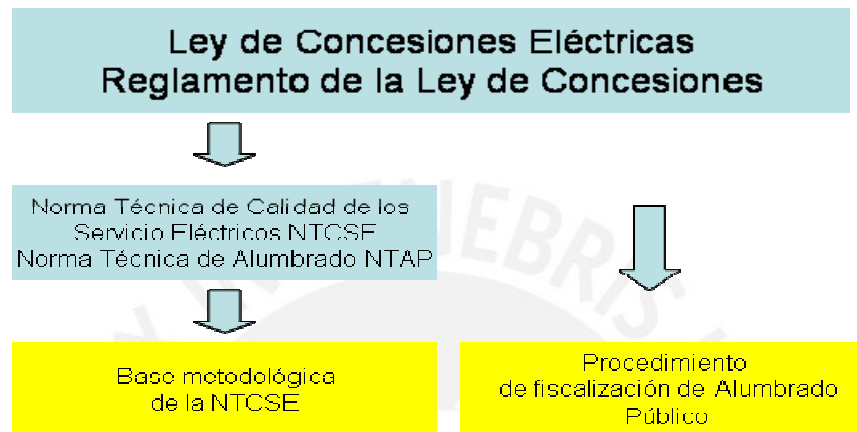 Ley de Concesiones Eléctricas
Reglamento de la Ley de Concesiones
Norma Técnica de Calidad de los
Servicio Eléctricos NTCSE
Norma Técnica de Alumbrado NTAP
Base metodológica
de la NTCSE
Procedimiento
de fiscalización de Alumbrado
Público